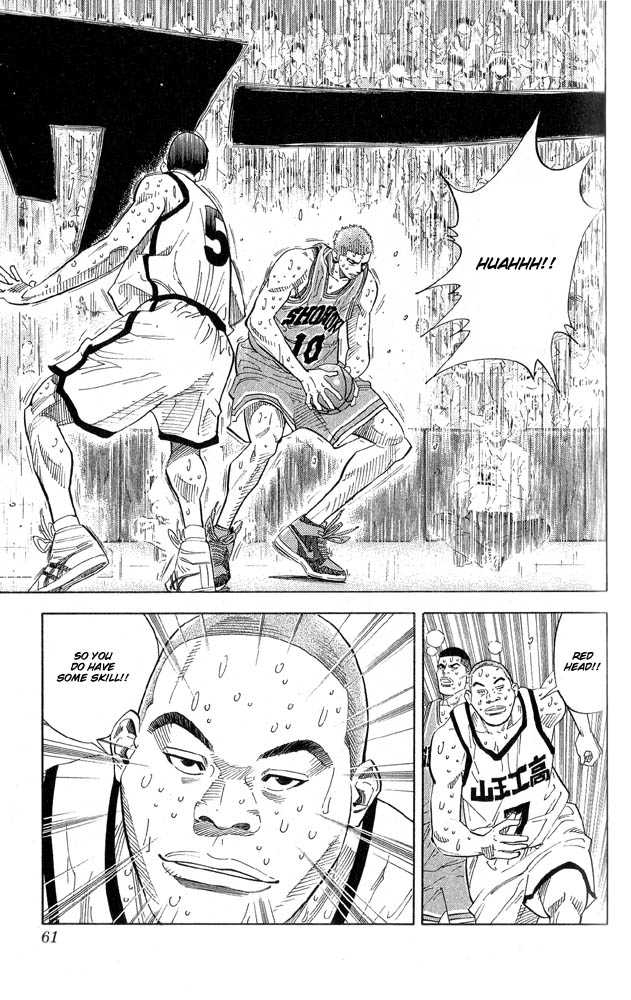 HUAHHH!!
5
SHOHOKU
10
RED
HEAD!!
山王工高
7
SO YOU
DO HAVE
SOME SKILL!!
61